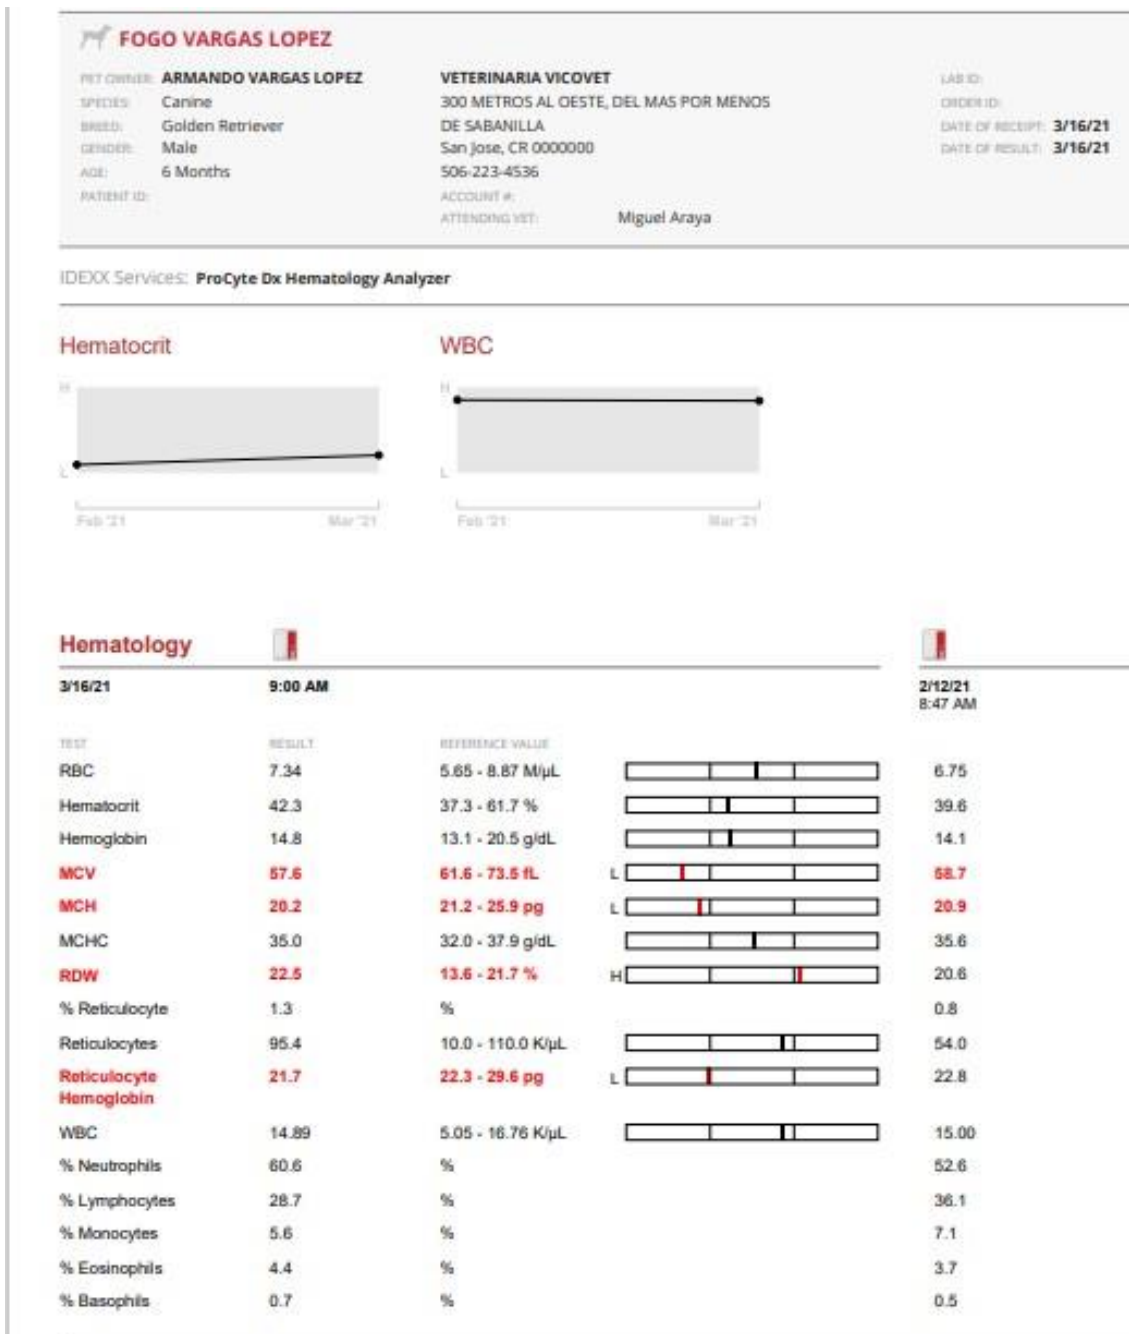 FOGO VARGAS LOPEZ
PET OWNER: ARMANDO VARGAS LOPEZ
SPECIES: Canine
BREED: Golden Retriever
GENDER: Male
AGE: 6 Months
PATIENT ID:
VETERINARIA VICOVET
300 METROS AL OESTE, DEL MAS POR MENOS
DE SABANILLA
San Jose, CR 0000000
506-223-4536
ACCOUNT #:
ATTENDING VET: Miguel Araya
LAB ID:
ORDER ID:
DATE OF RECEIPT: 3/16/21
DATE OF RESULT: 3/16/21
IDEXX Services: ProCyte Dx Hematology Analyzer
Hematocrit
H
L
Feb '21 Mar '21
WBC
H
L
Feb '21 Mar '21
Hematology
3/16/21 9:00 AM 2/12/21
8:47 AM
TEST RESULT REFERENCE VALUE
RBC 7.34 5.65 - 8.87 M/µL 6.75
Hematocrit 42.3 37.3 - 61.7 % 39.6
Hemoglobin 14.8 13.1 - 20.5 g/dL 14.1
MCV 57.6 61.6 - 73.5 fL L 58.7
MCH 20.2 21.2 - 25.9 pg L 20.9
MCHC 35.0 32.0 - 37.9 g/dL 35.6
RDW 22.5 13.6 - 21.7 % H 20.6
% Reticulocyte 1.3 % 0.8
Reticulocytes 95.4 10.0 - 110.0 K/µL 54.0
Reticulocyte 21.7 22.3 - 29.6 pg L 22.8
Hemoglobin
WBC 14.89 5.05 - 16.76 K/µL 15.00
% Neutrophils 60.6 % 52.6
% Lymphocytes 28.7 % 36.1
% Monocytes 5.6 % 7.1
% Eosinophils 4.4 % 3.7
% Basophils 0.7 % 0.5